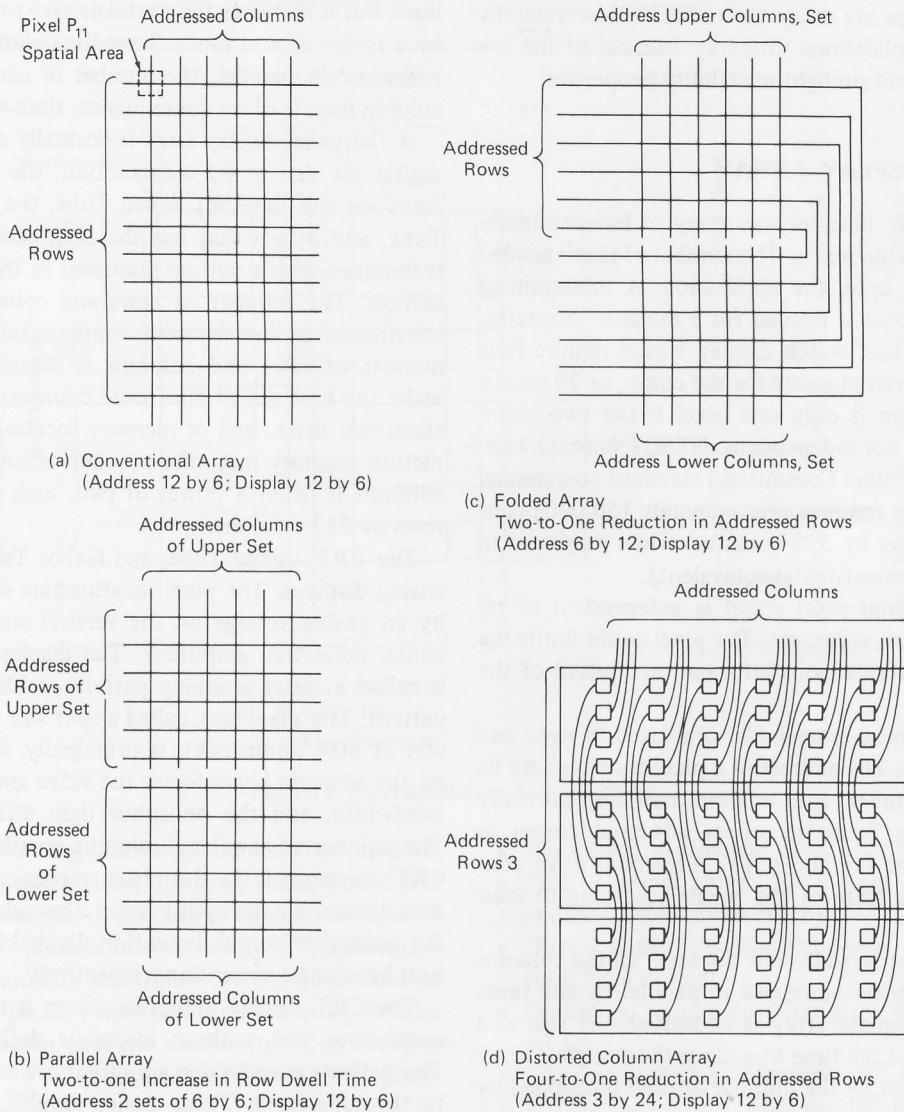 Pixel P11
Spatial Area
Addressed Columns
Addressed
Rows
(a) Conventional Array
(Address 12 by 6; Display 12 by 6)
Addressed Columns
of Upper Set
Addressed
Rows of
Upper Set
Addressed
Rows
of
Lower Set
Addressed Columns
of Lower Set
(b) Parallel Array
Two-to-one Increase in Row Dwell Time
(Address 2 sets of 6 by 6; Display 12 by 6)
Address Upper Columns, Set
Addressed
Rows
Address Lower Columns, Set
(c) Folded Array
Two-to-One Reduction in Addressed Rows
(Address 6 by 12; Display 12 by 6)
Addressed Columns
Addressed
Rows 3
(d) Distorted Column Array
Four-to-One Reduction in Addressed Rows
(Address 3 by 24; Display 12 by 6)